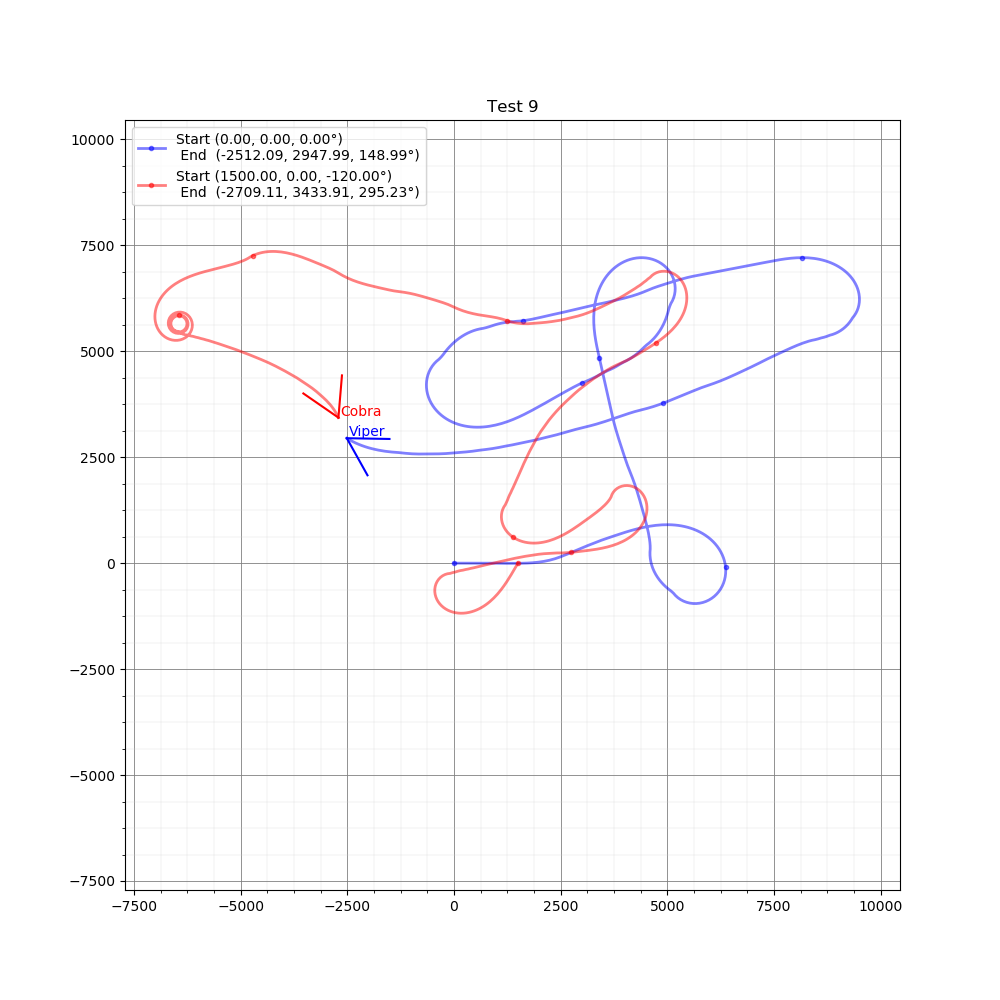 Test 9
Start (0.00, 0.00, 0.00°)
End (-2512.09, 2947.99, 148.99°)
Start (1500.00, 0.00, -120.00°)
End (-2709.11, 3433.91, 295.23°)
10000
7500
5000
2500
0
−2500
−5000
−7500
Cobra
Viper
−7500 −5000 −2500 0 2500 5000 7500 10000